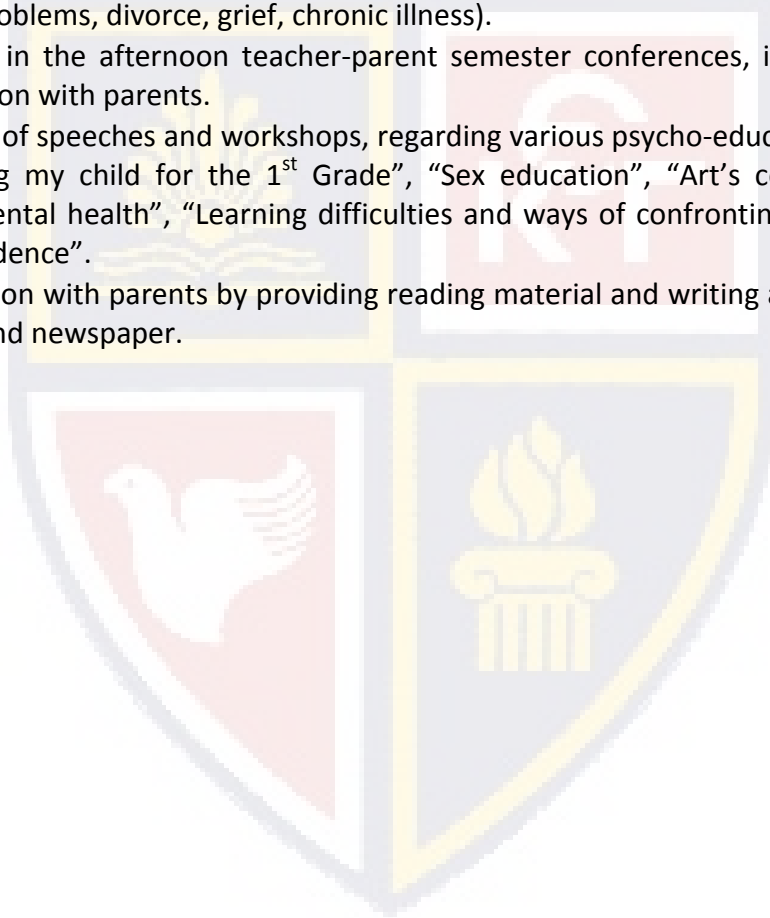 oblems, divorce, grief, chronic illness).
in the afternoon teacher-parent semester conferences, i
on with parents.
of speeches and workshops, regarding various psycho-educ
g my child for the 1st Grade”, “Sex education”, “Art’s c
ental health”, “Learning difficulties and ways of confrontin
dence”.
on with parents by providing reading material and writing a
nd newspaper.